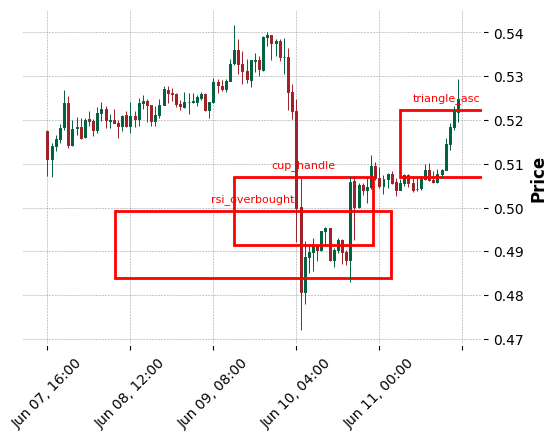 0.54
0.53
triangle_asc
0.52
cup_handle
0.51
Price
rsi_overbought
0.50
0.49
0.48
0.47
Jun 07, 16:00
Jun 08, 12:00
Jun 09, 08:00
Jun 10, 04:00
Jun 11, 00:00